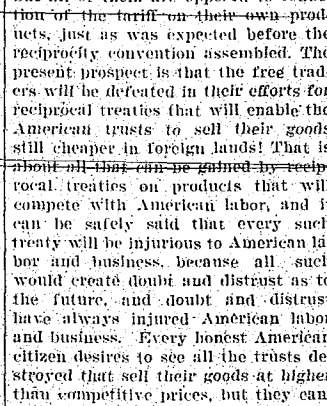 tion of the tariff on their own prod
ucts, just as was expected before the
reciprocity convention assembled. The
present prospect is that the free trad
ers will be defeated in their efforts for
reciprocal treaties that will enable the
American trusts to sell their goods
still cheaper in foreign lands! That is
about all that can be gained by recip
rocal treaties on products that will
compete with American labor, and it
can be safely said that every such
treaty will be injurious to American la
bor and business, because all such
would create doubt and distrust as to
the future, and doubt and distrust
have always injured American labor
and business. Every honest American
citizen desires to see all the trusts de
stroyed that sell their goods at higher
than competitive prices, but they can